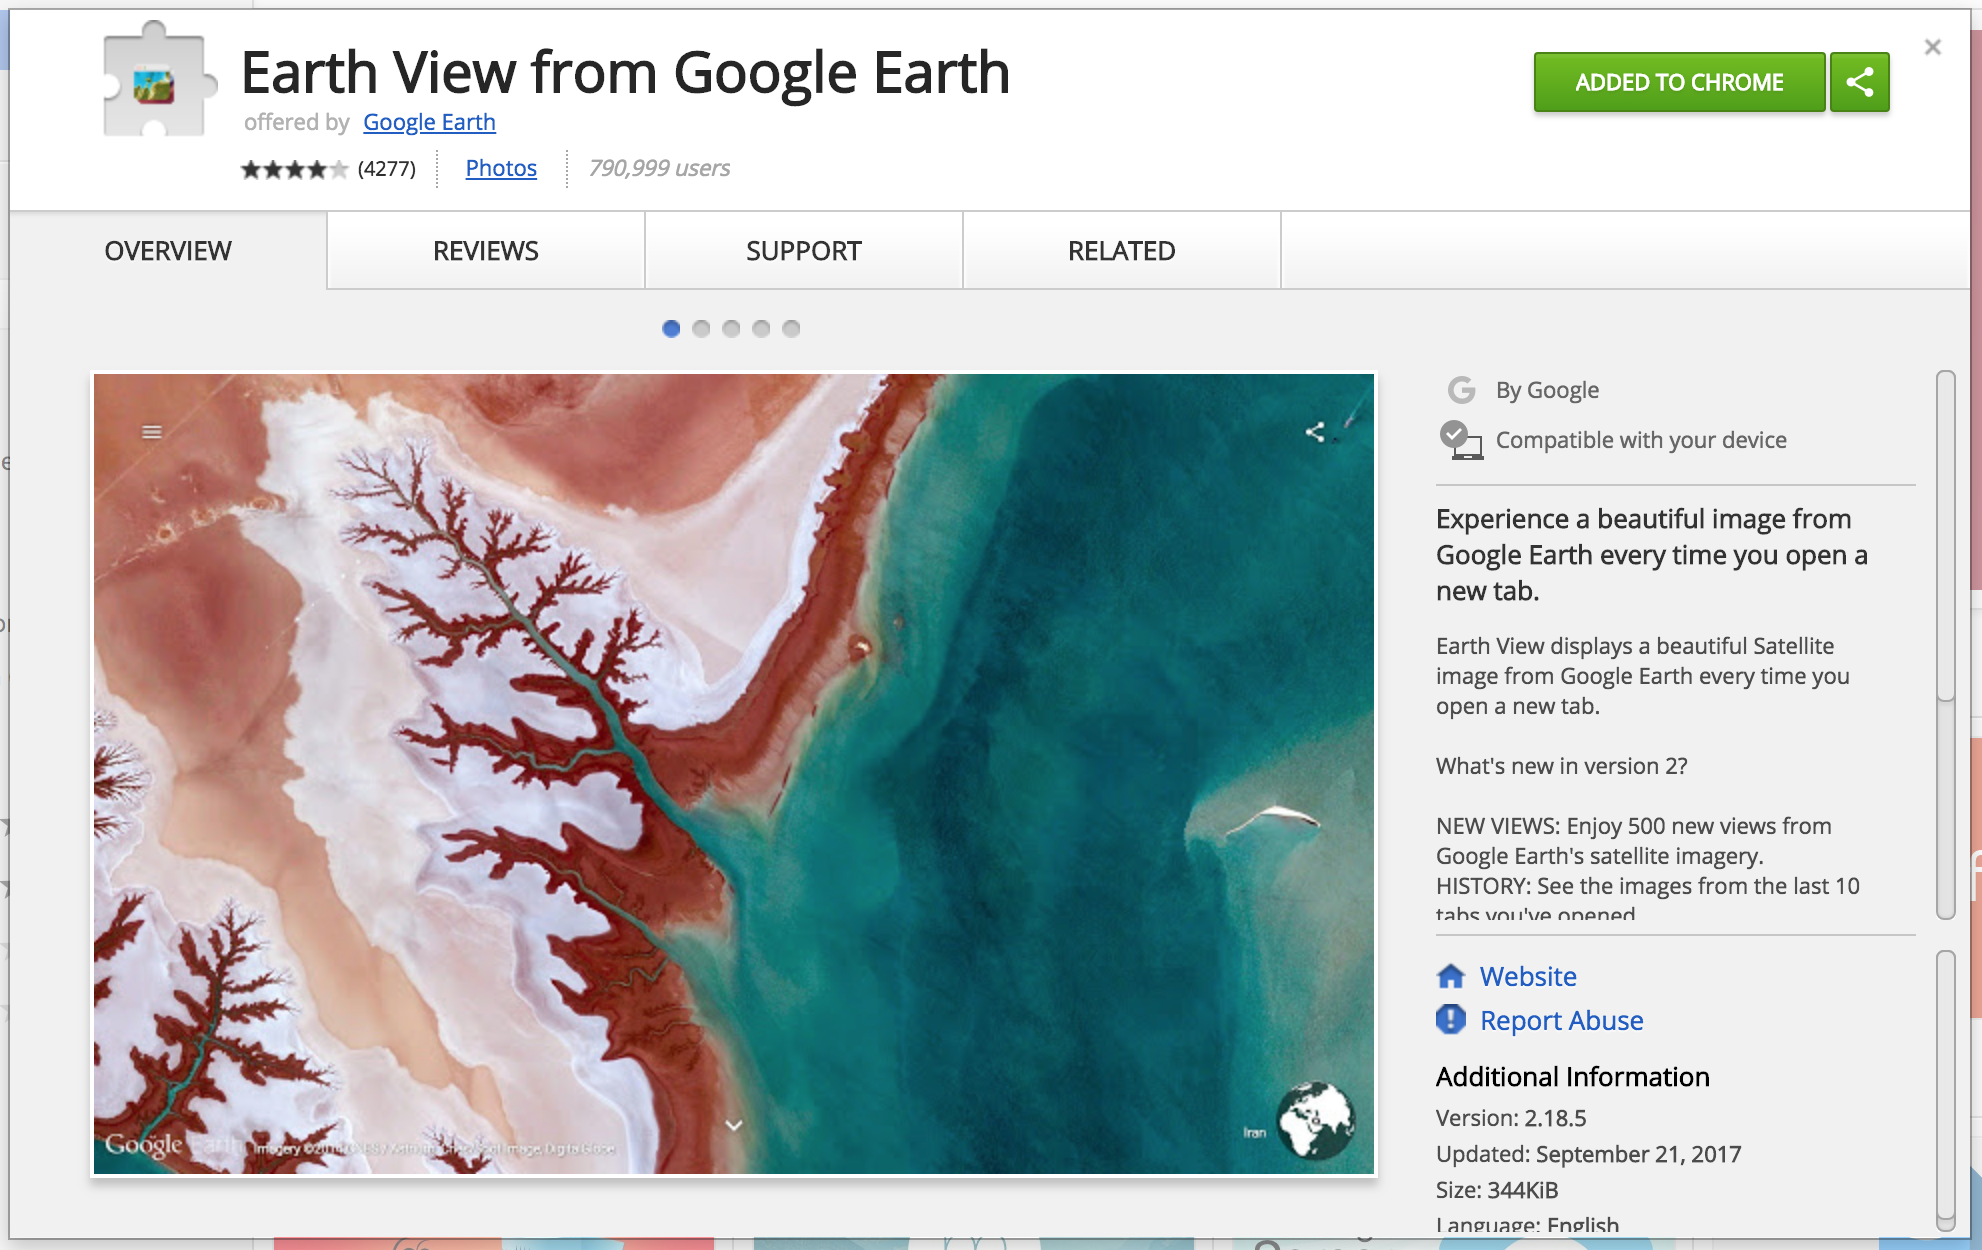 Earth View from Google Earth
offered by Google Earth
(4277)
Photos
790,999 users
ADDED TO CHROME
OVERVIEW
REVIEWS
SUPPORT
RELATED
By Google
Compatible with your device
Experience a beautiful image from
Google Earth every time you open a
new tab.
Earth View displays a beautiful Satellite
image from Google Earth every time you
open a new tab.
What's new in version 2?
NEW VIEWS: Enjoy 500 new views from
Google Earth's satellite imagery.
HISTORY: See the images from the last 10
tabs you've opened
Website
Report Abuse
Additional Information
Version: 2.18.5
Updated: September 21, 2017
Size: 344KiB
Language: English
Google Earth
Iran